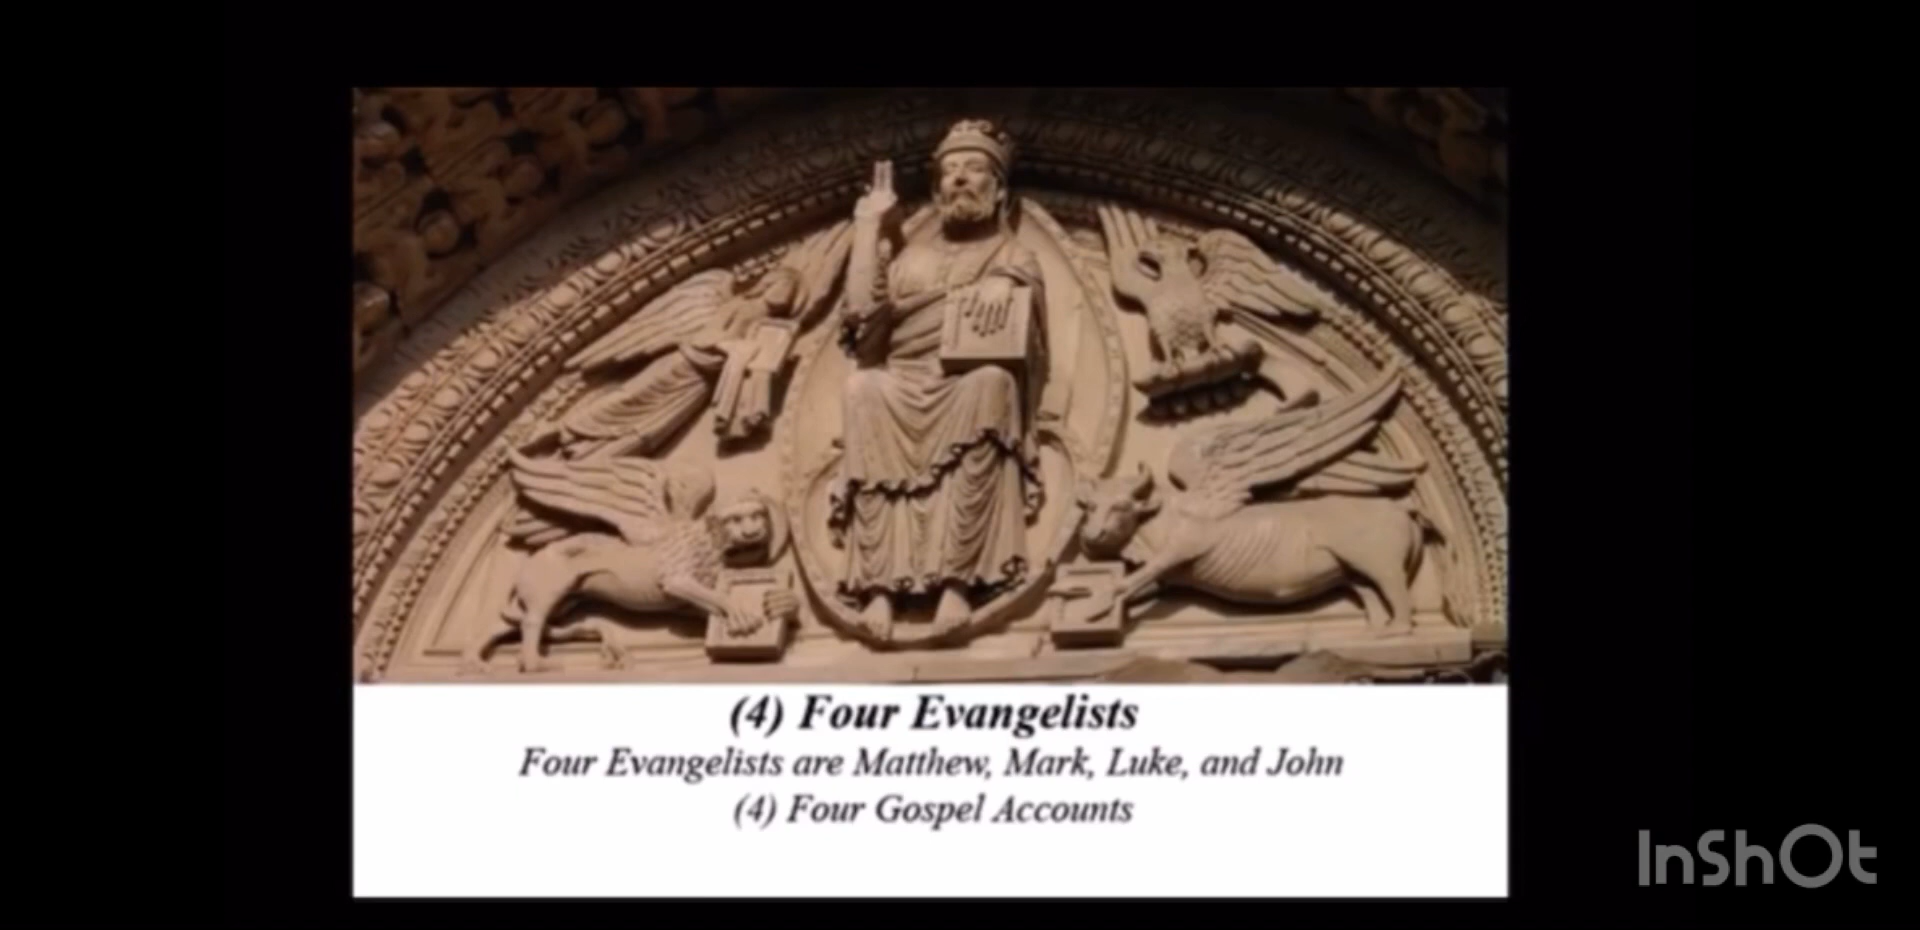 (4) Four Evangelists
Four Evangelists are Matthew, Mark, Luke, and John
(4) Four Gospel Accounts
InShOt